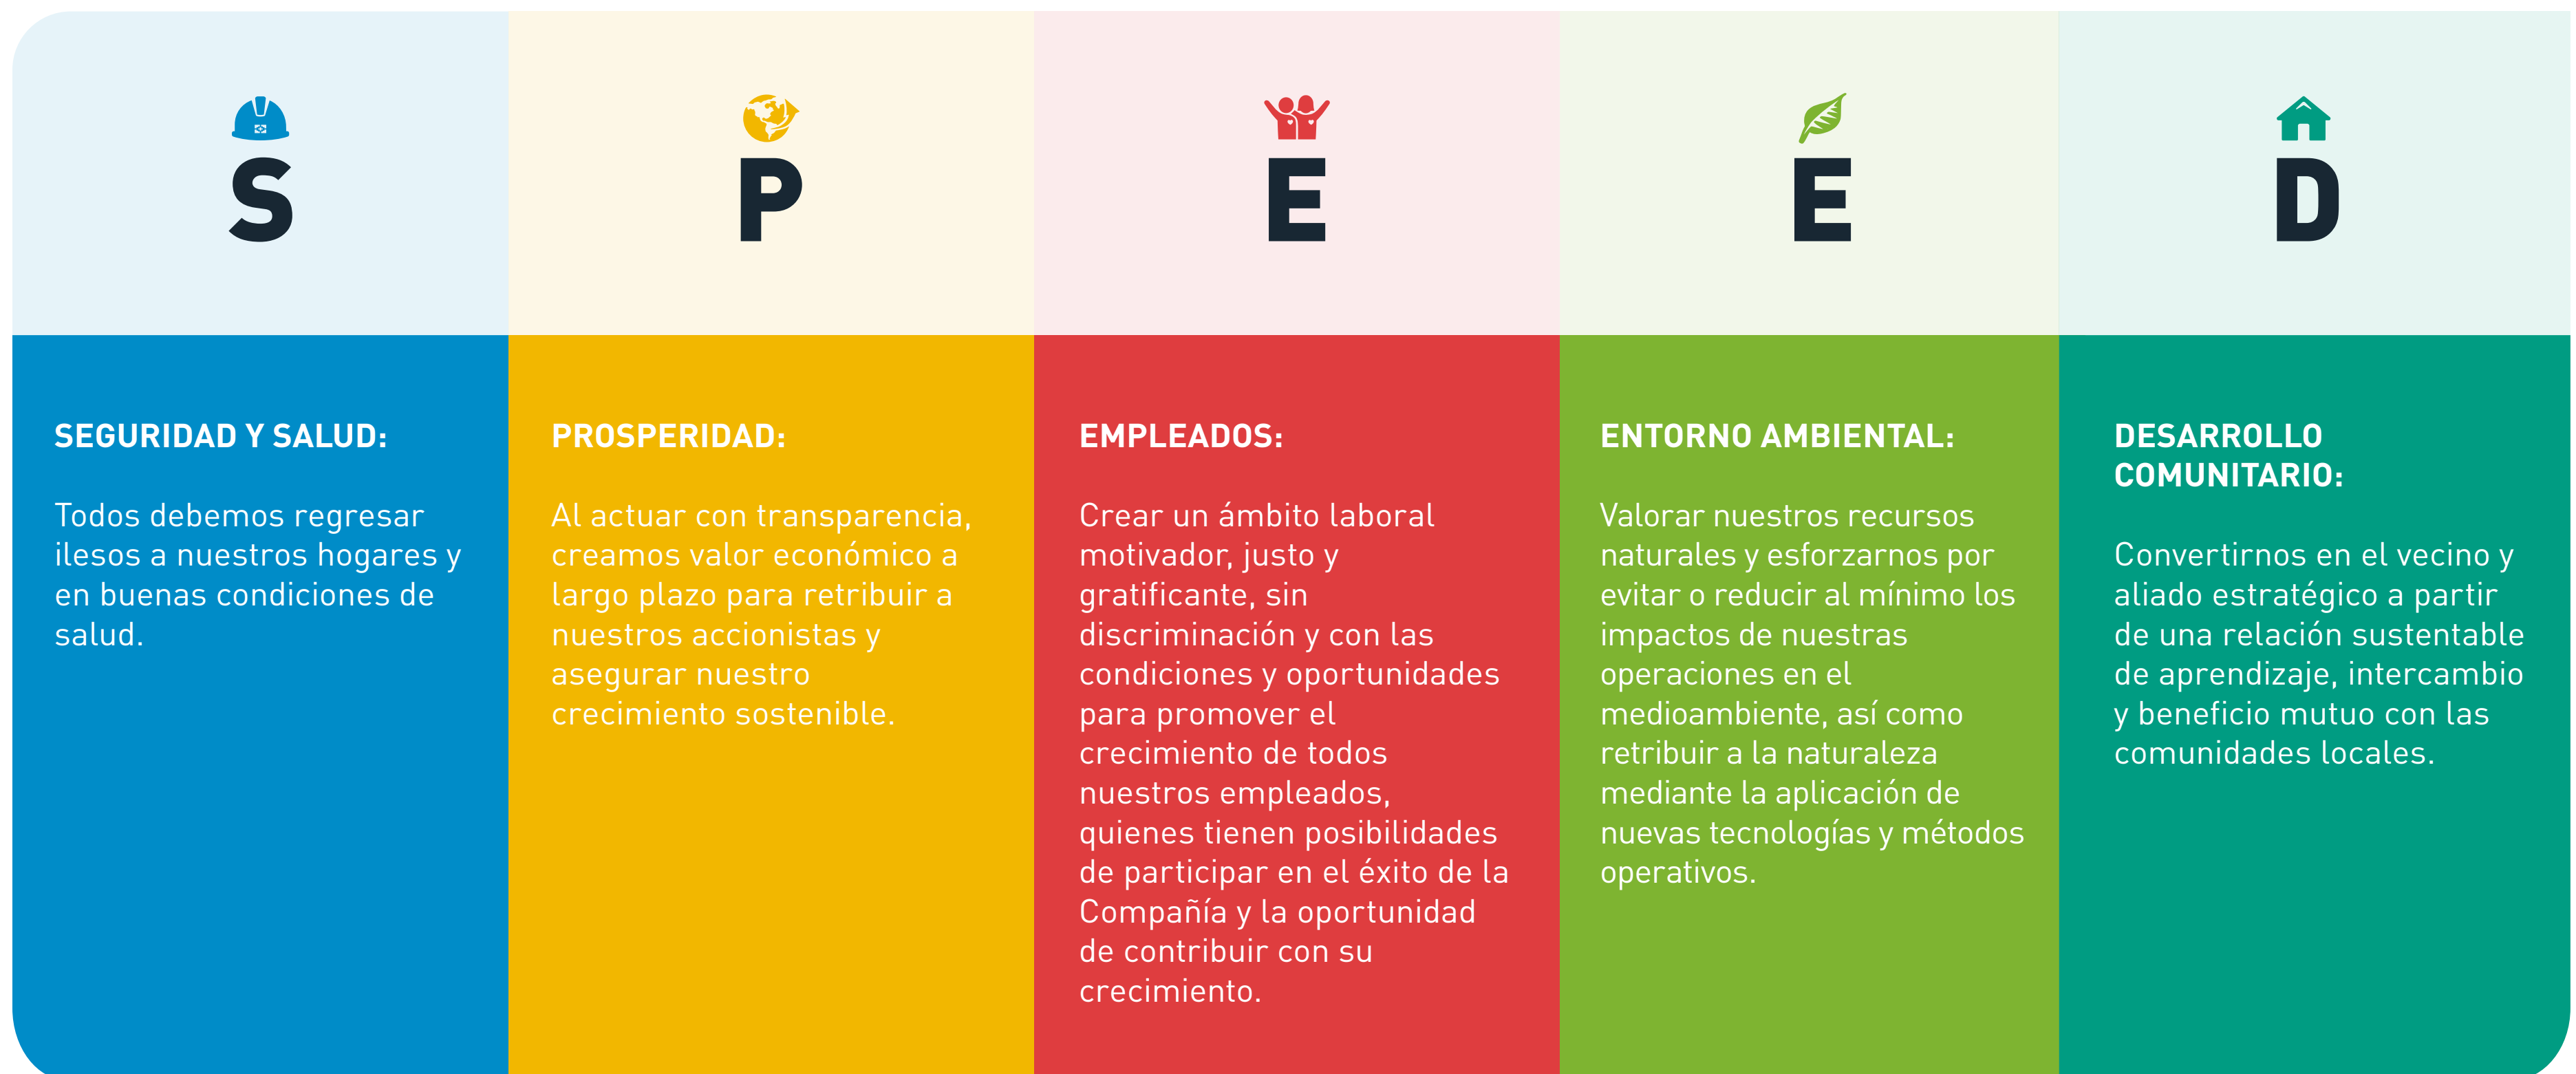 S
P
E
E
D
SEGURIDAD Y SALUD:
Todos debemos regresar
ilesos a nuestros hogares y
en buenas condiciones de
salud.
PROSPERIDAD:
Al actuar con transparencia,
creamos valor económico a
largo plazo para retribuir a
nuestros accionistas y
asegurar nuestro
crecimiento sostenible.
EMPLEADOS:
Crear un ámbito laboral
motivador, justo y
gratificante, sin
discriminación y con las
condiciones y oportunidades
para promover el
crecimiento de todos
nuestros empleados,
quienes tienen posibilidades
de participar en el éxito de la
Compañía y la oportunidad
de contribuir con su
crecimiento.
ENTORNO AMBIENTAL:
Valorar nuestros recursos
naturales y esforzarnos por
evitar o reducir al mínimo los
impactos de nuestras
operaciones en el
medioambiente, así como
retribuir a la naturaleza
mediante la aplicación de
nuevas tecnologías y métodos
operativos.
DESARROLLO
COMUNITARIO:
Convertirnos en el vecino y
aliado estratégico a partir
de una relación sustentable
de aprendizaje, intercambio
y beneficio mutuo con las
comunidades locales.